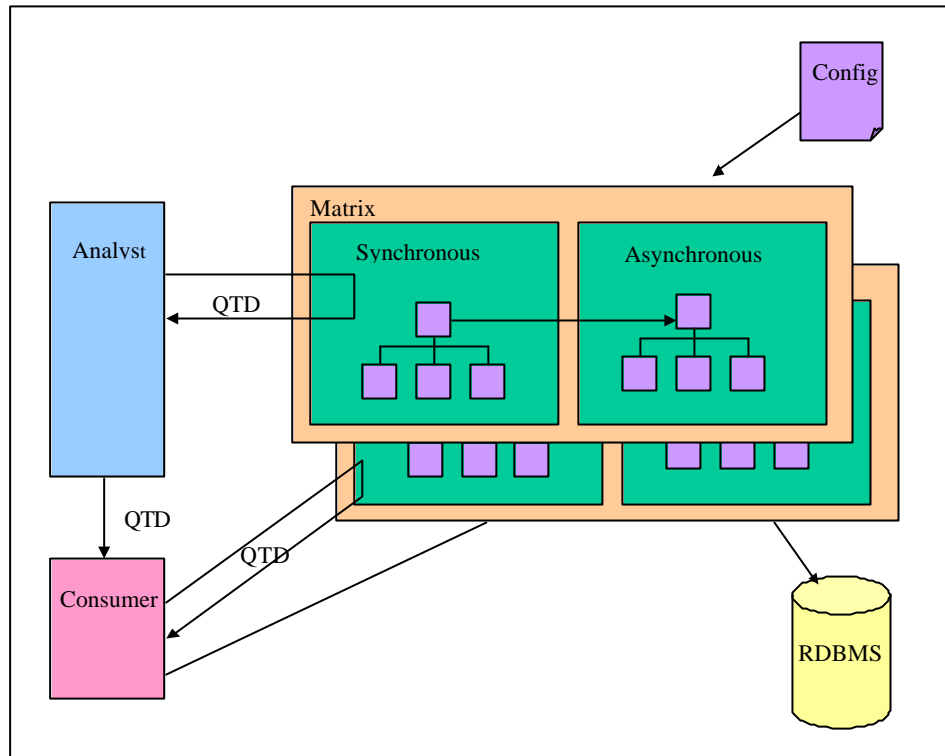 Config
Matrix
Analyst
Synchronous
Asynchronous
QTD
QTD
QTD
Consumer
RDBMS